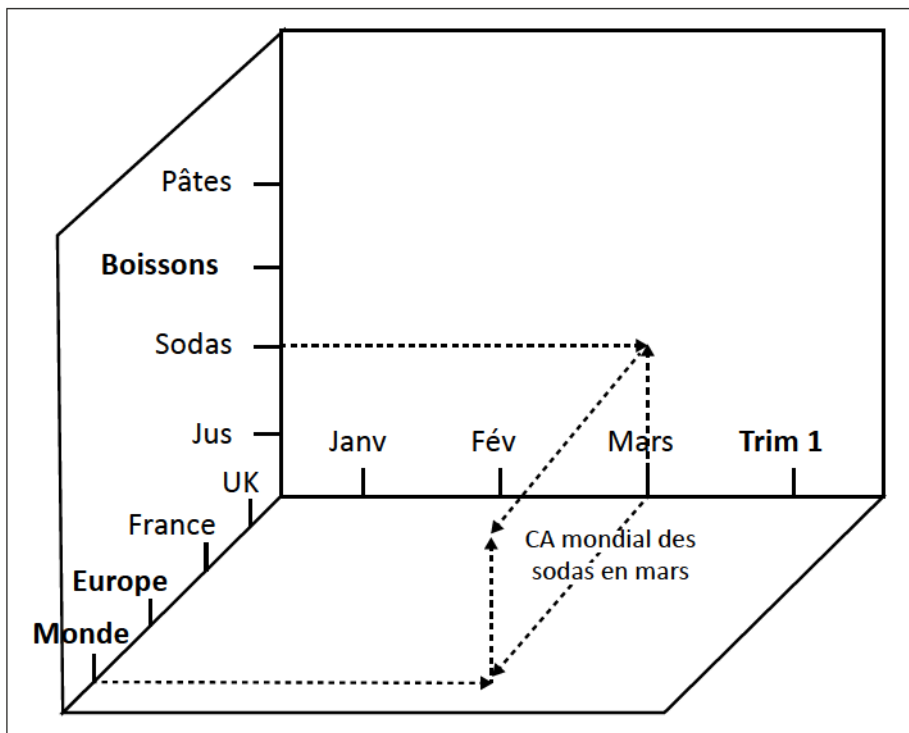 Pâtes
Boissons
Sodas
Jus
Janv
Fév
Mars
Trim 1
UK
France
Europe
Monde
CA mondial des
sodas en mars